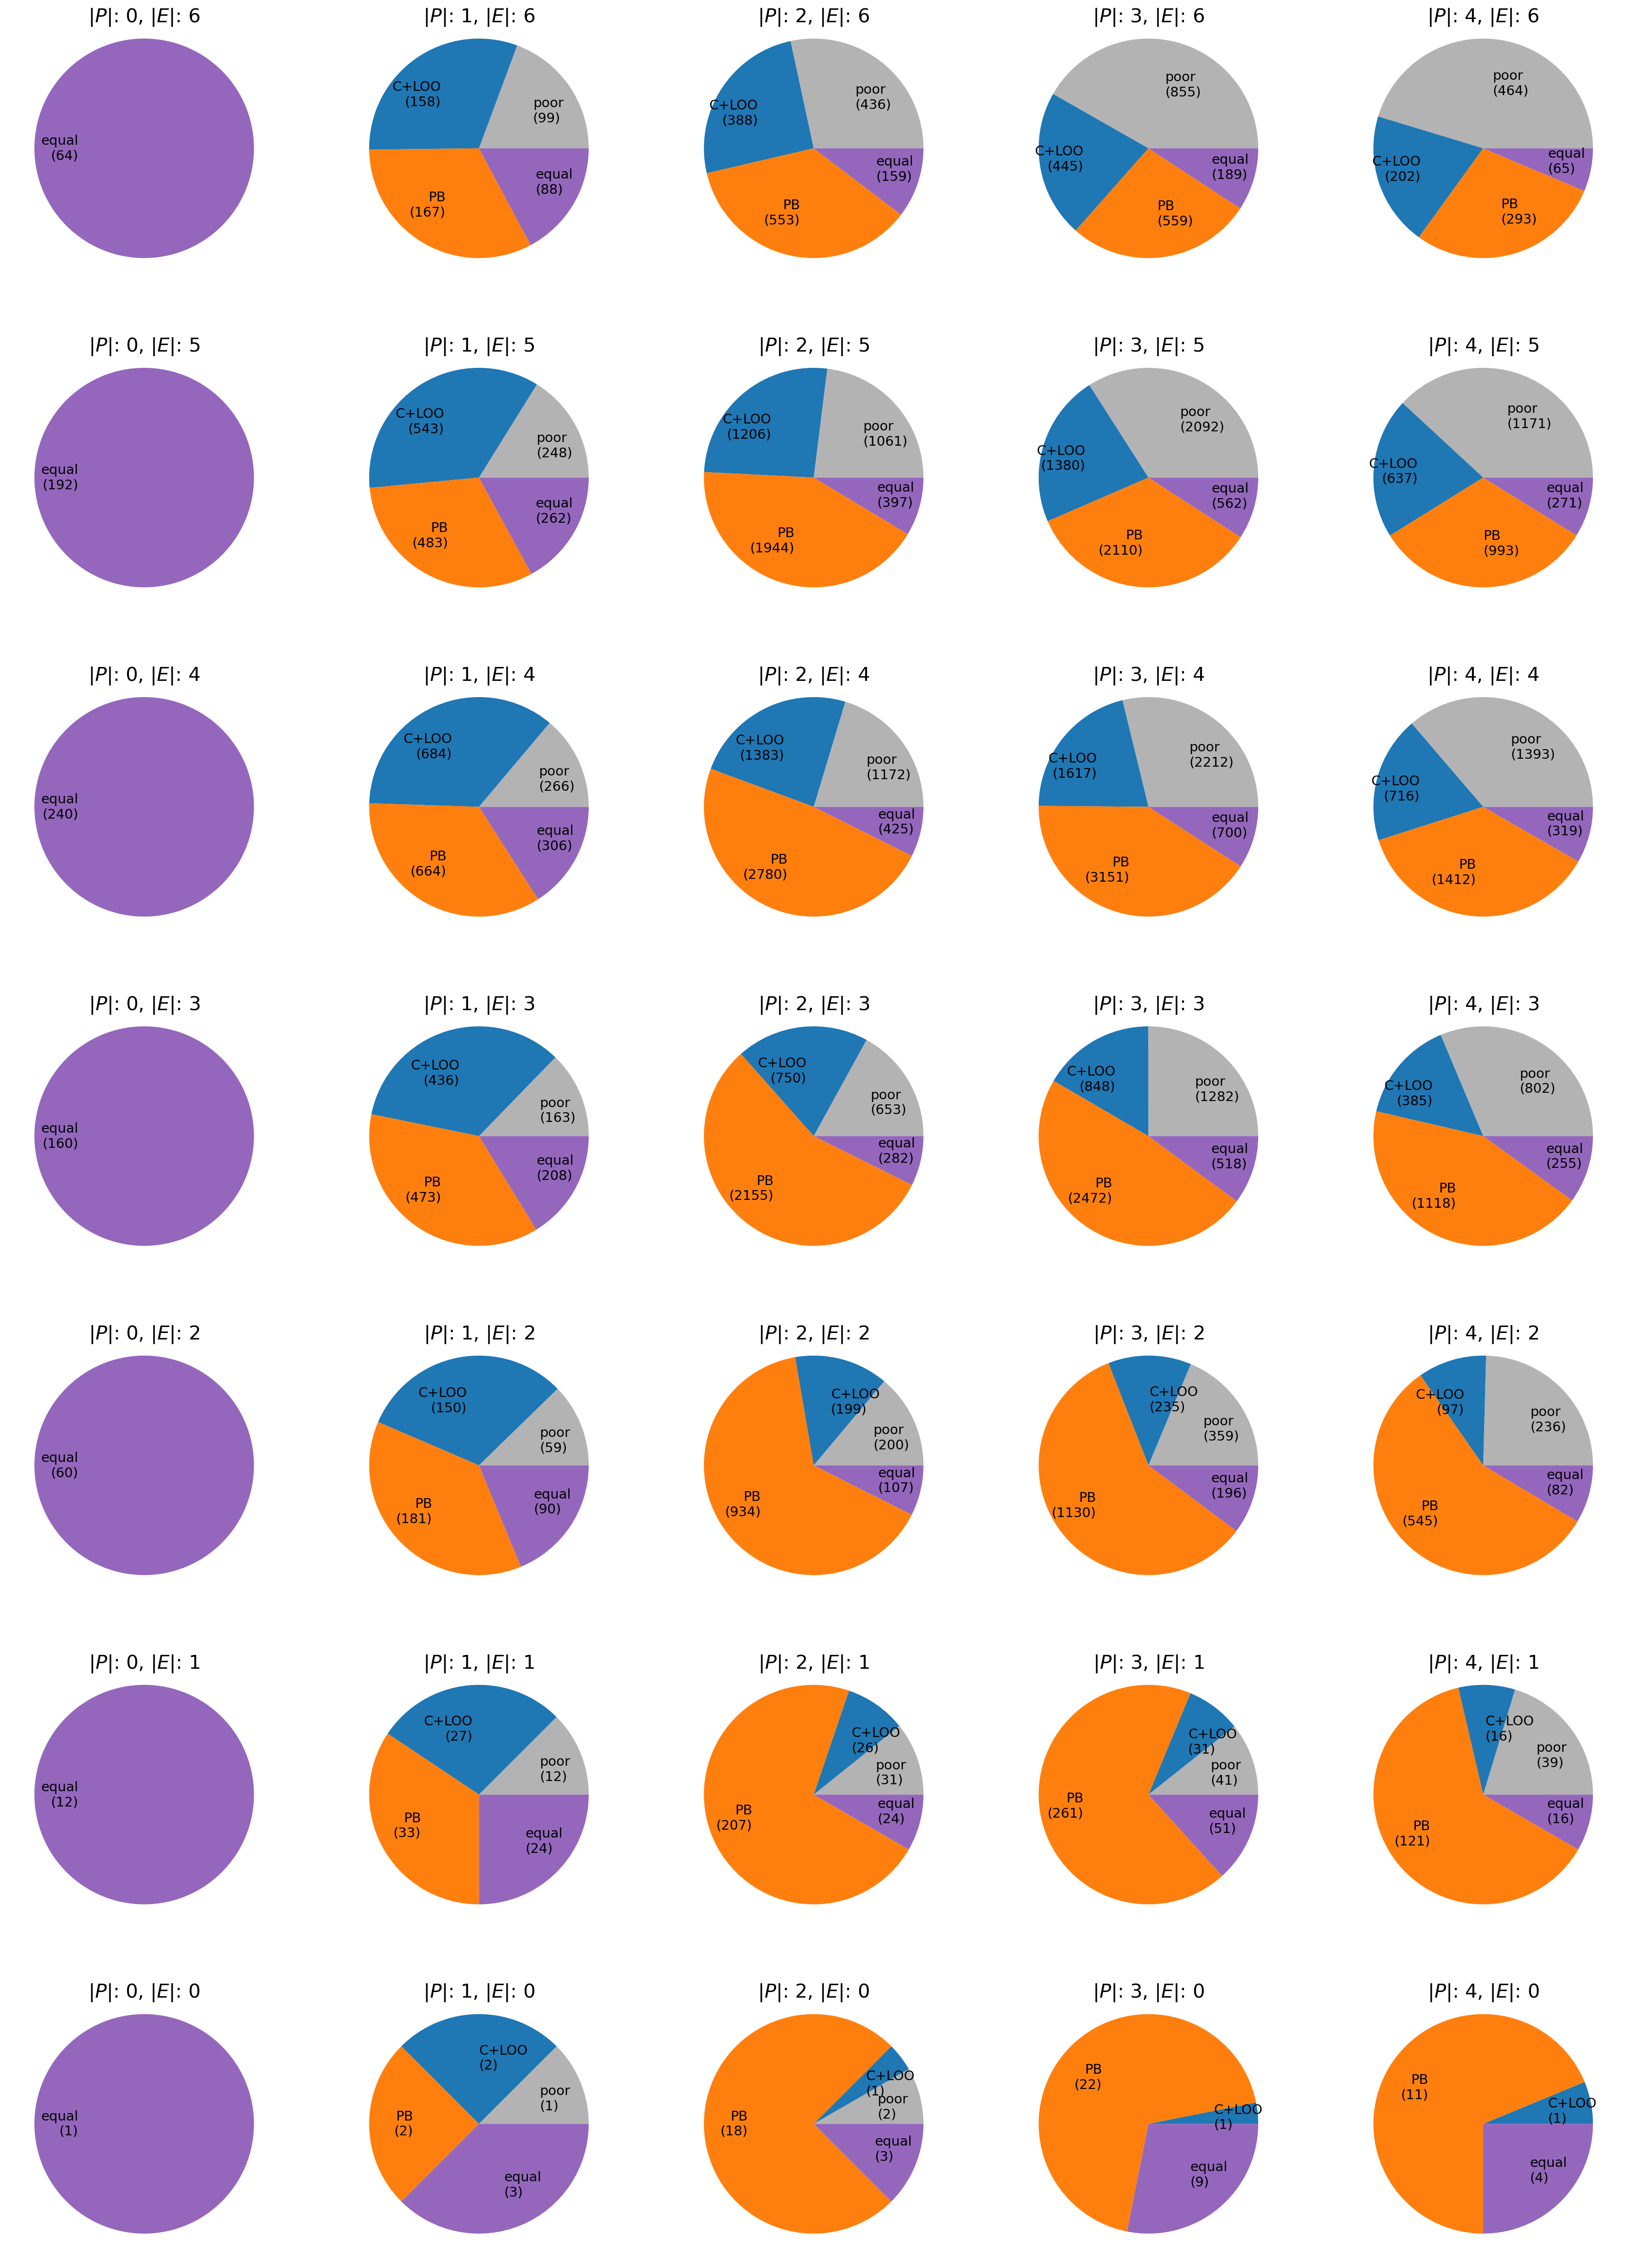 |P|: 0, |E|: 6
equal
(64)
|P|: 1, |E|: 6
C+LOO
(158)
poor
(99)
PB
(167)
equal
(88)
|P|: 2, |E|: 6
C+LOO
(388)
poor
(436)
PB
(553)
equal
(159)
|P|: 3, |E|: 6
poor
(855)
C+LOO
(445)
PB
(559)
equal
(189)
|P|: 4, |E|: 6
poor
(464)
C+LOO
(202)
PB
(293)
equal
(65)
|P|: 0, |E|: 5
equal
(192)
|P|: 1, |E|: 5
C+LOO
(543)
poor
(248)
PB
(483)
equal
(262)
|P|: 2, |E|: 5
C+LOO
(1206)
poor
(1061)
PB
(1944)
equal
(397)
|P|: 3, |E|: 5
poor
(2092)
C+LOO
(1380)
PB
(2110)
equal
(562)
|P|: 4, |E|: 5
poor
(1171)
C+LOO
(637)
PB
(993)
equal
(271)
|P|: 0, |E|: 4
equal
(240)
|P|: 1, |E|: 4
C+LOO
(684)
poor
(266)
PB
(664)
equal
(306)
|P|: 2, |E|: 4
C+LOO
(1383)
poor
(1172)
PB
(2780)
equal
(425)
|P|: 3, |E|: 4
poor
(2212)
C+LOO
(1617)
PB
(3151)
equal
(700)
|P|: 4, |E|: 4
poor
(1393)
C+LOO
(716)
PB
(1412)
equal
(319)
|P|: 0, |E|: 3
equal
(160)
|P|: 1, |E|: 3
C+LOO
(436)
poor
(163)
PB
(473)
equal
(208)
|P|: 2, |E|: 3
C+LOO
(750)
poor
(653)
PB
(2155)
equal
(282)
|P|: 3, |E|: 3
C+LOO
(848)
poor
(1282)
PB
(2472)
equal
(518)
|P|: 4, |E|: 3
poor
(802)
C+LOO
(385)
PB
(1118)
equal
(255)
|P|: 0, |E|: 2
equal
(60)
|P|: 1, |E|: 2
C+LOO
(150)
poor
(59)
PB
(181)
equal
(90)
|P|: 2, |E|: 2
C+LOO
(199)
poor
(200)
PB
(934)
equal
(107)
|P|: 3, |E|: 2
C+LOO
(235)
poor
(359)
PB
(1130)
equal
(196)
|P|: 4, |E|: 2
C+LOO
(97)
poor
(236)
PB
(545)
equal
(82)
|P|: 0, |E|: 1
equal
(12)
|P|: 1, |E|: 1
C+LOO
(27)
poor
(12)
PB
(33)
equal
(24)
|P|: 2, |E|: 1
C+LOO
(26)
poor
(31)
PB
(207)
equal
(24)
|P|: 3, |E|: 1
C+LOO
(31)
poor
(41)
PB
(261)
equal
(51)
|P|: 4, |E|: 1
C+LOO
(16)
poor
(39)
PB
(121)
equal
(16)
|P|: 0, |E|: 0
equal
(1)
|P|: 1, |E|: 0
C+LOO
(2)
poor
(1)
PB
(2)
equal
(3)
|P|: 2, |E|: 0
C+LOO
(1)
poor
(2)
PB
(18)
equal
(3)
|P|: 3, |E|: 0
PB
(22)
C+LOO
(1)
equal
(9)
|P|: 4, |E|: 0
PB
(11)
C+LOO
(1)
equal
(4)